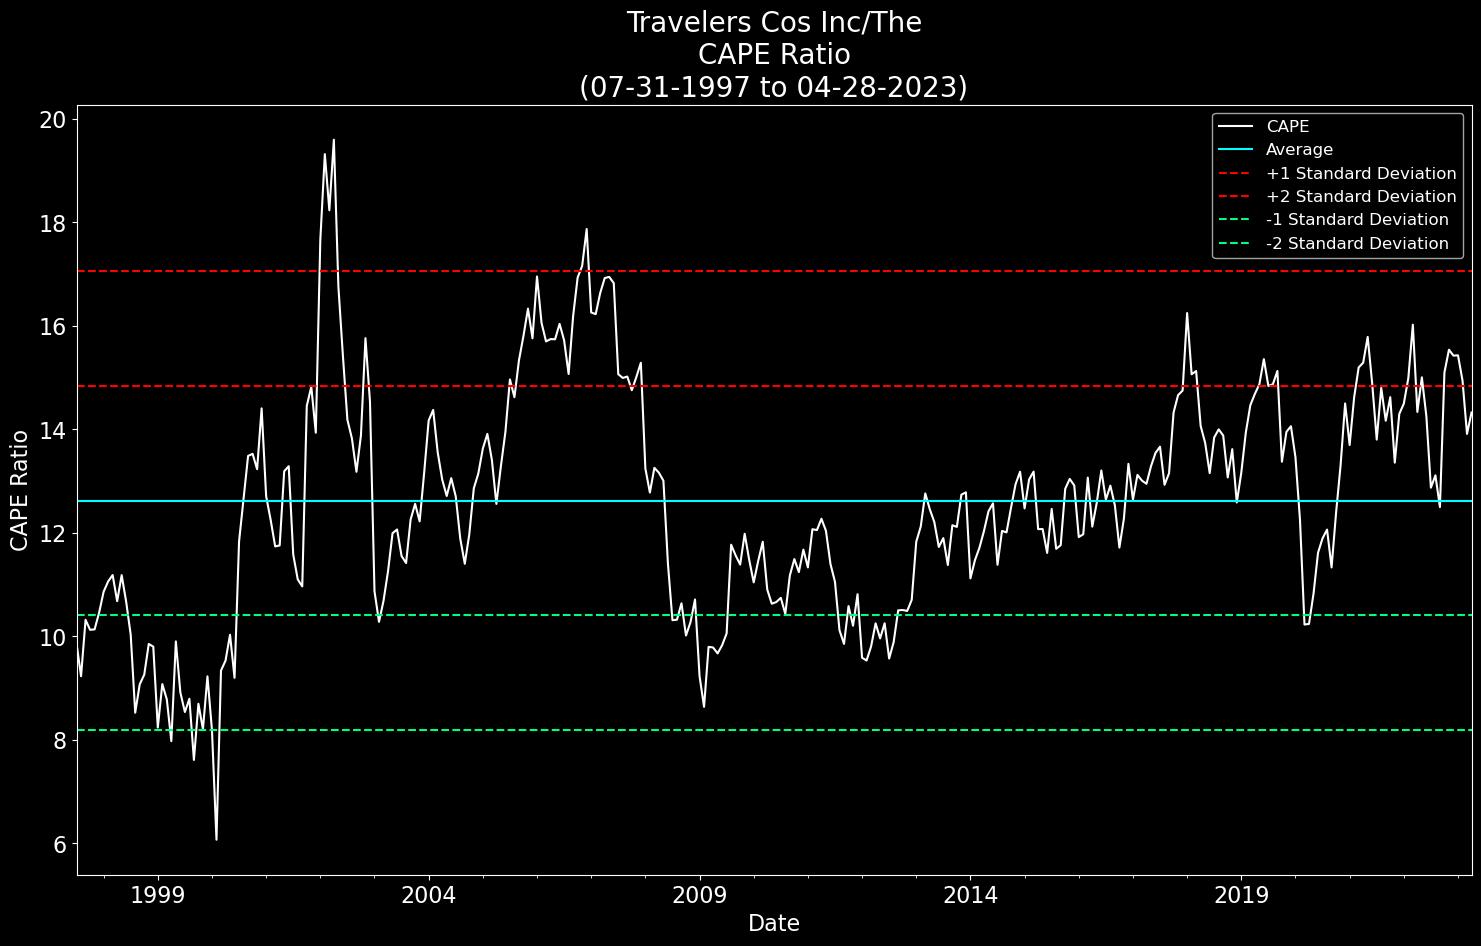 Travelers Cos Inc/The
CAPE Ratio
(07-31-1997 to 04-28-2023)
CAPE
Average
+1 Standard Deviation
+2 Standard Deviation
-1 Standard Deviation
-2 Standard Deviation
CAPE Ratio
20
18
16
14
12
10
8
6
1999
2004
2009
2014
2019
Date